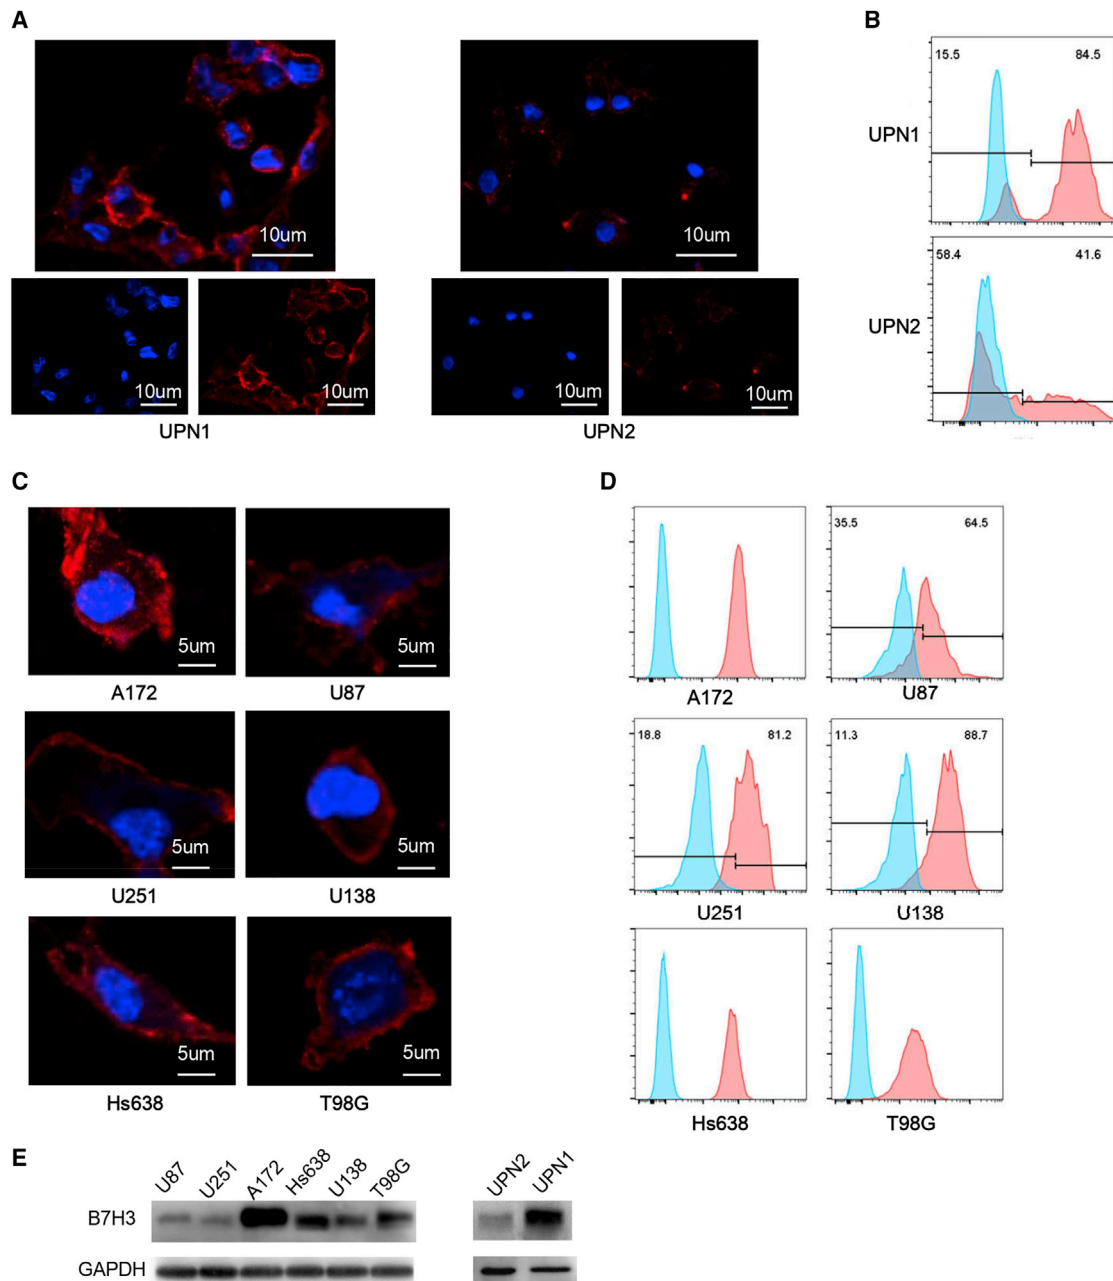 A
B
10um
10um
10um
10um
10um
10um
UPN1
UPN2
15.5
84.5
UPN1
58.4
41.6
UPN2
C
D
5um
5um
A172
U87
5um
5um
U251
U138
5um
5um
Hs638
T98G
A172
35.5
64.5
U87
18.8
81.2
U251
11.3
88.7
U138
Hs638
T98G
E
U87
U251
A172
Hs638
U138
T98G
UPN2
UPN1
B7H3
GAPDH